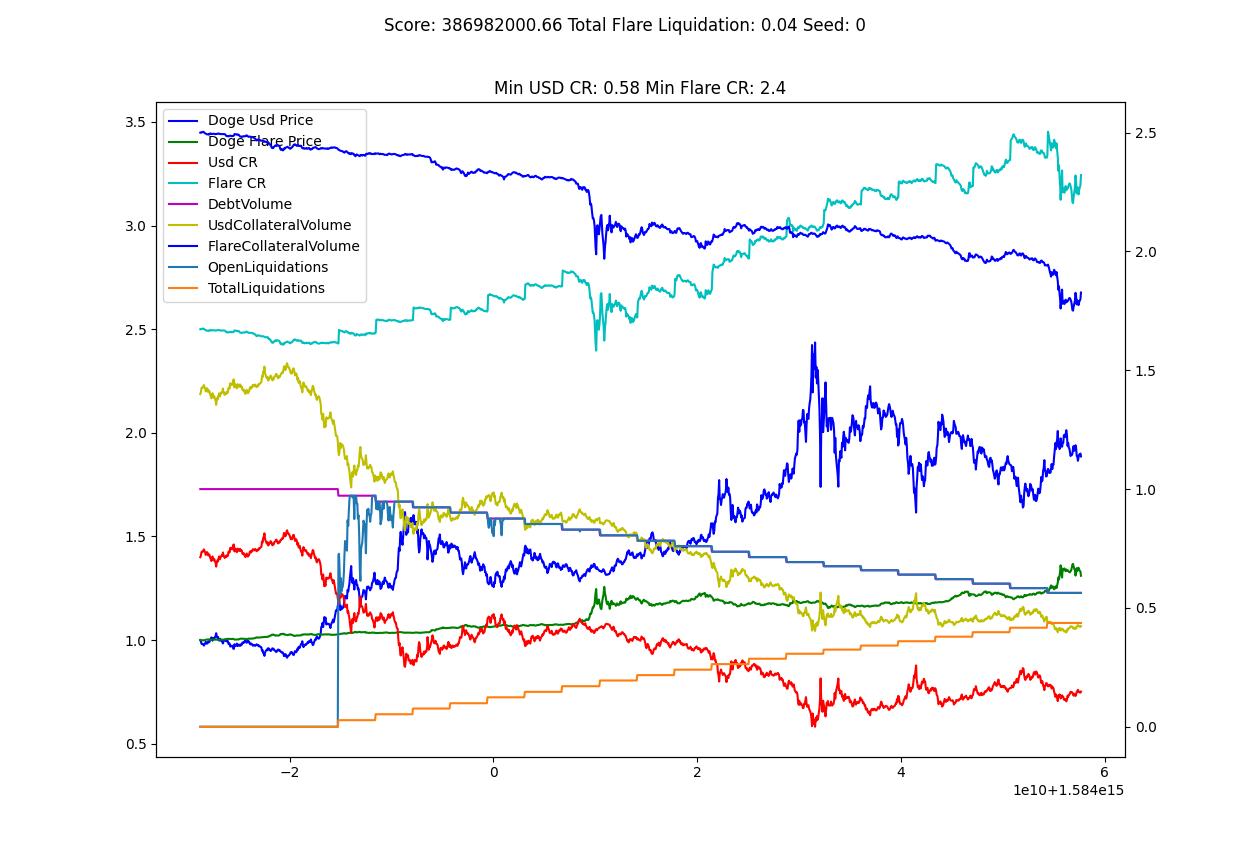 Score: 386982000.66 Total Flare Liquidation: 0.04 Seed: 0
Min USD CR: 0.58 Min Flare CR: 2.4
Doge Usd Price
Doge Flare Price
Usd CR
Flare CR
DebtVolume
UsdCollateralVolume
FlareCollateralVolume
OpenLiquidations
TotalLiquidations
3.5
3.0
2.5
2.0
1.5
1.0
0.5
2.5
2.0
1.5
1.0
0.5
0.0
−2 0 2 4 6
1e10+1.584e15